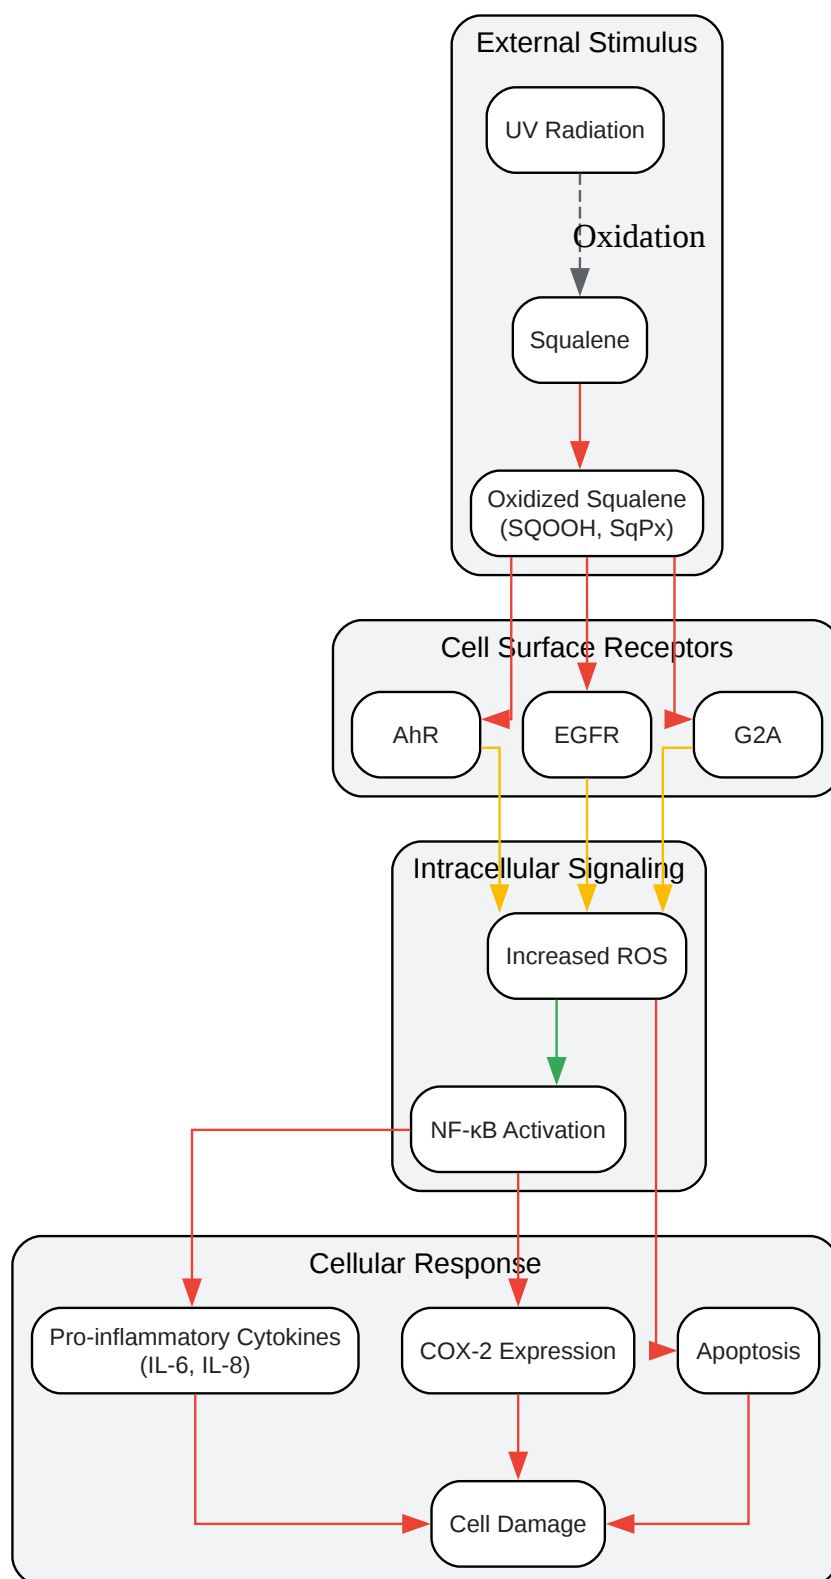 External Stimulus
UV Radiation
Oxidation
Squalene
Oxidized Squalene
(SQOOH, SqPx)
Cell Surface Receptors
AhR
EGFR
G2A
Intracellular Signaling
Increased ROS
NF-κB Activation
Cellular Response
Pro-inflammatory Cytokines
(IL-6, IL-8)
COX-2 Expression
Apoptosis
Cell Damage